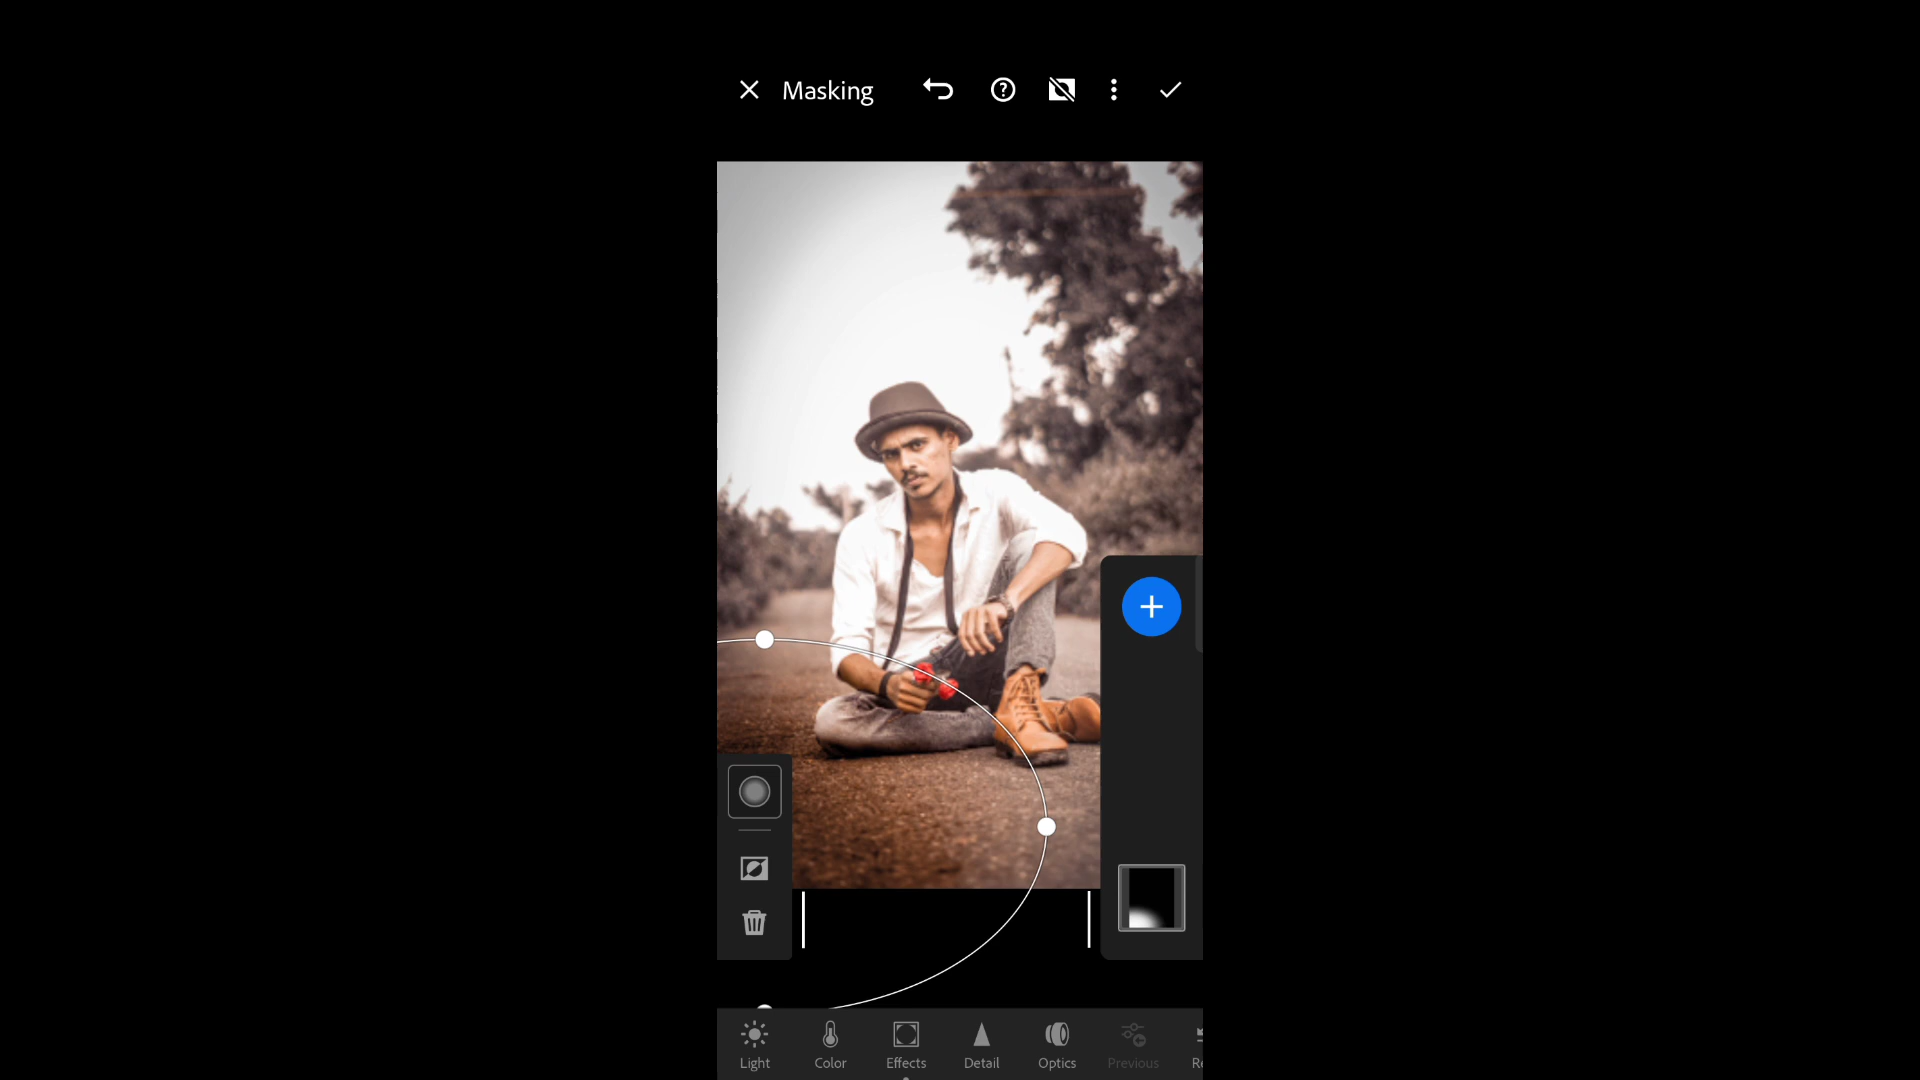 Masking
Light
Color
Effects
Detail
Optics
Previous